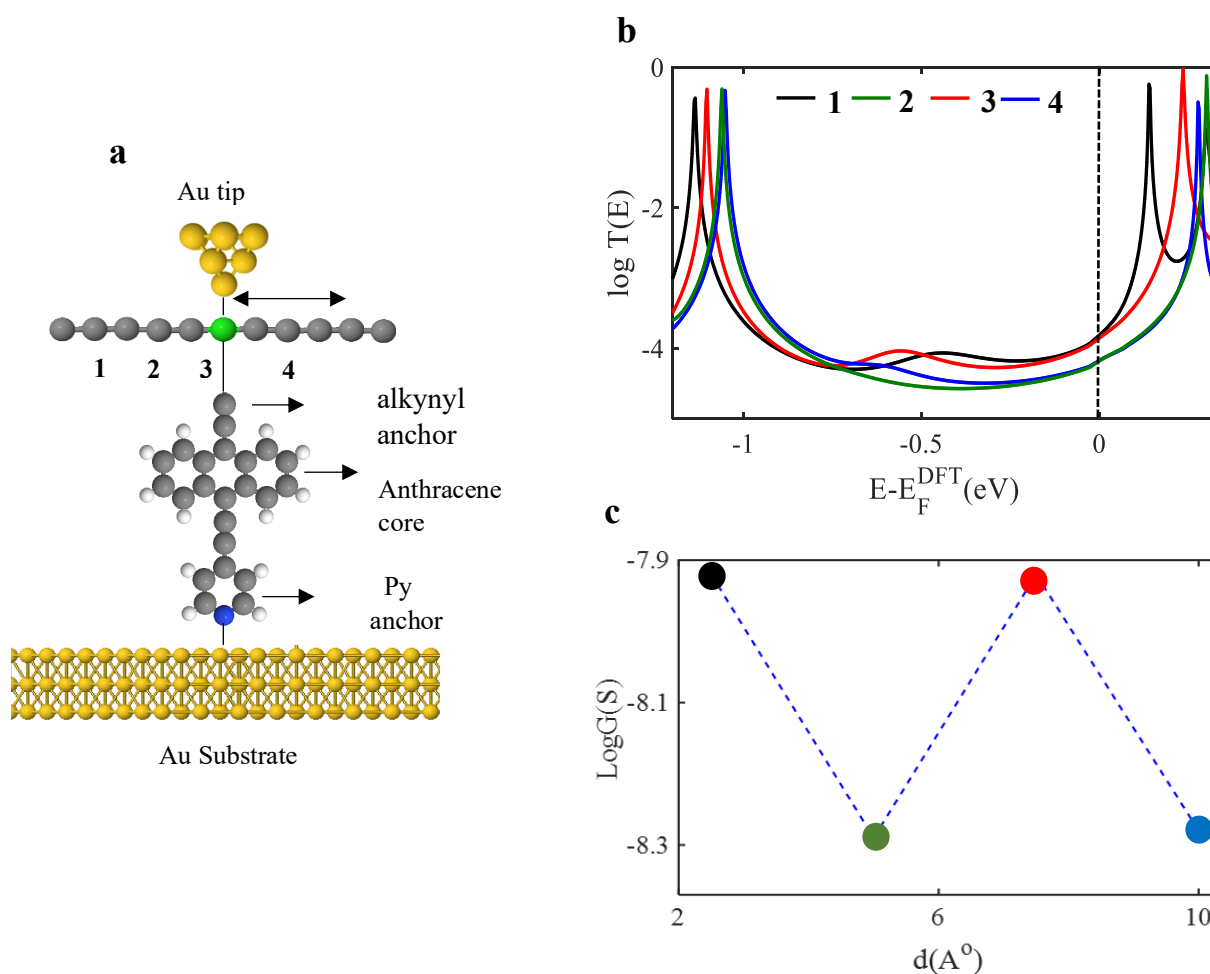 a
Au tip
1 2 3 4
alkynyl
anchor
Anthracene
core
Py
anchor
Au Substrate
b
0
-2
-4
log T(E)
1 2 3 4
-1 -0.5 0
E-E_F^DFT(eV)
c
-7.9
-8.1
-8.3
LogG(S)
2 6 10
d(A^o)